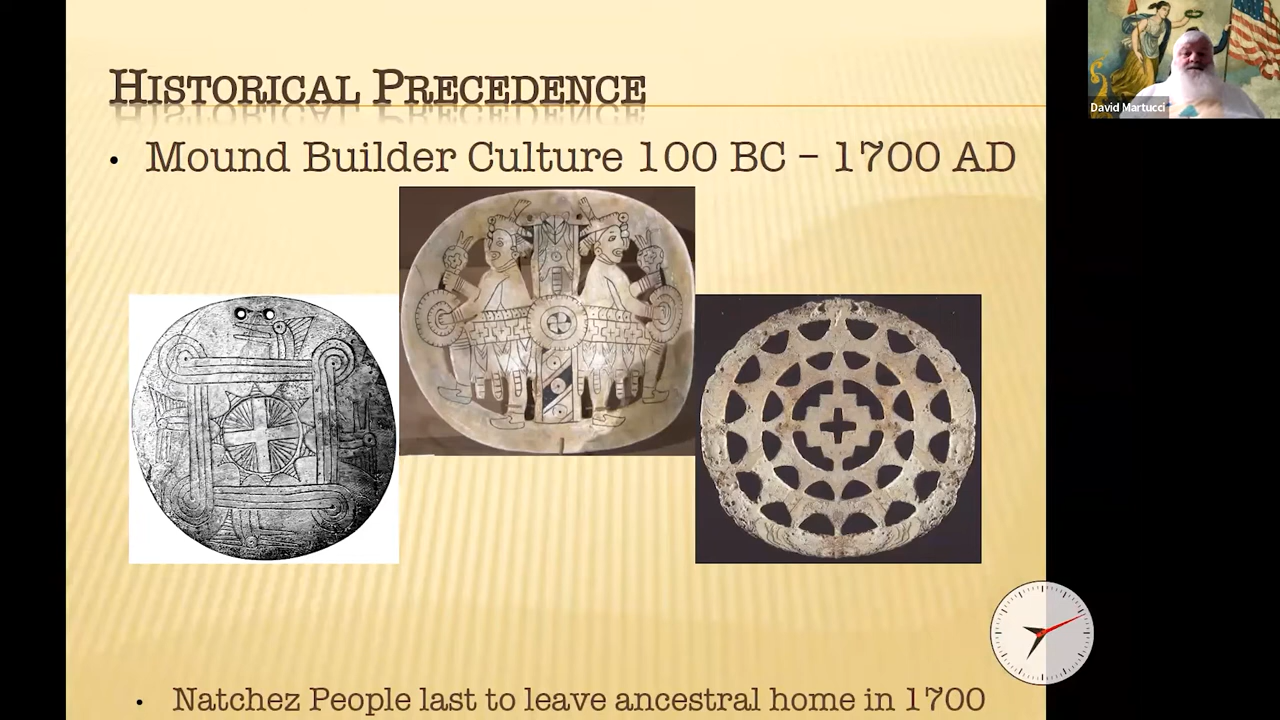 HISTORICAL PRECEDENCE
• Mound Builder Culture 100 BC – 1700 AD
• Natchez People last to leave ancestral home in 1700
David Martucci